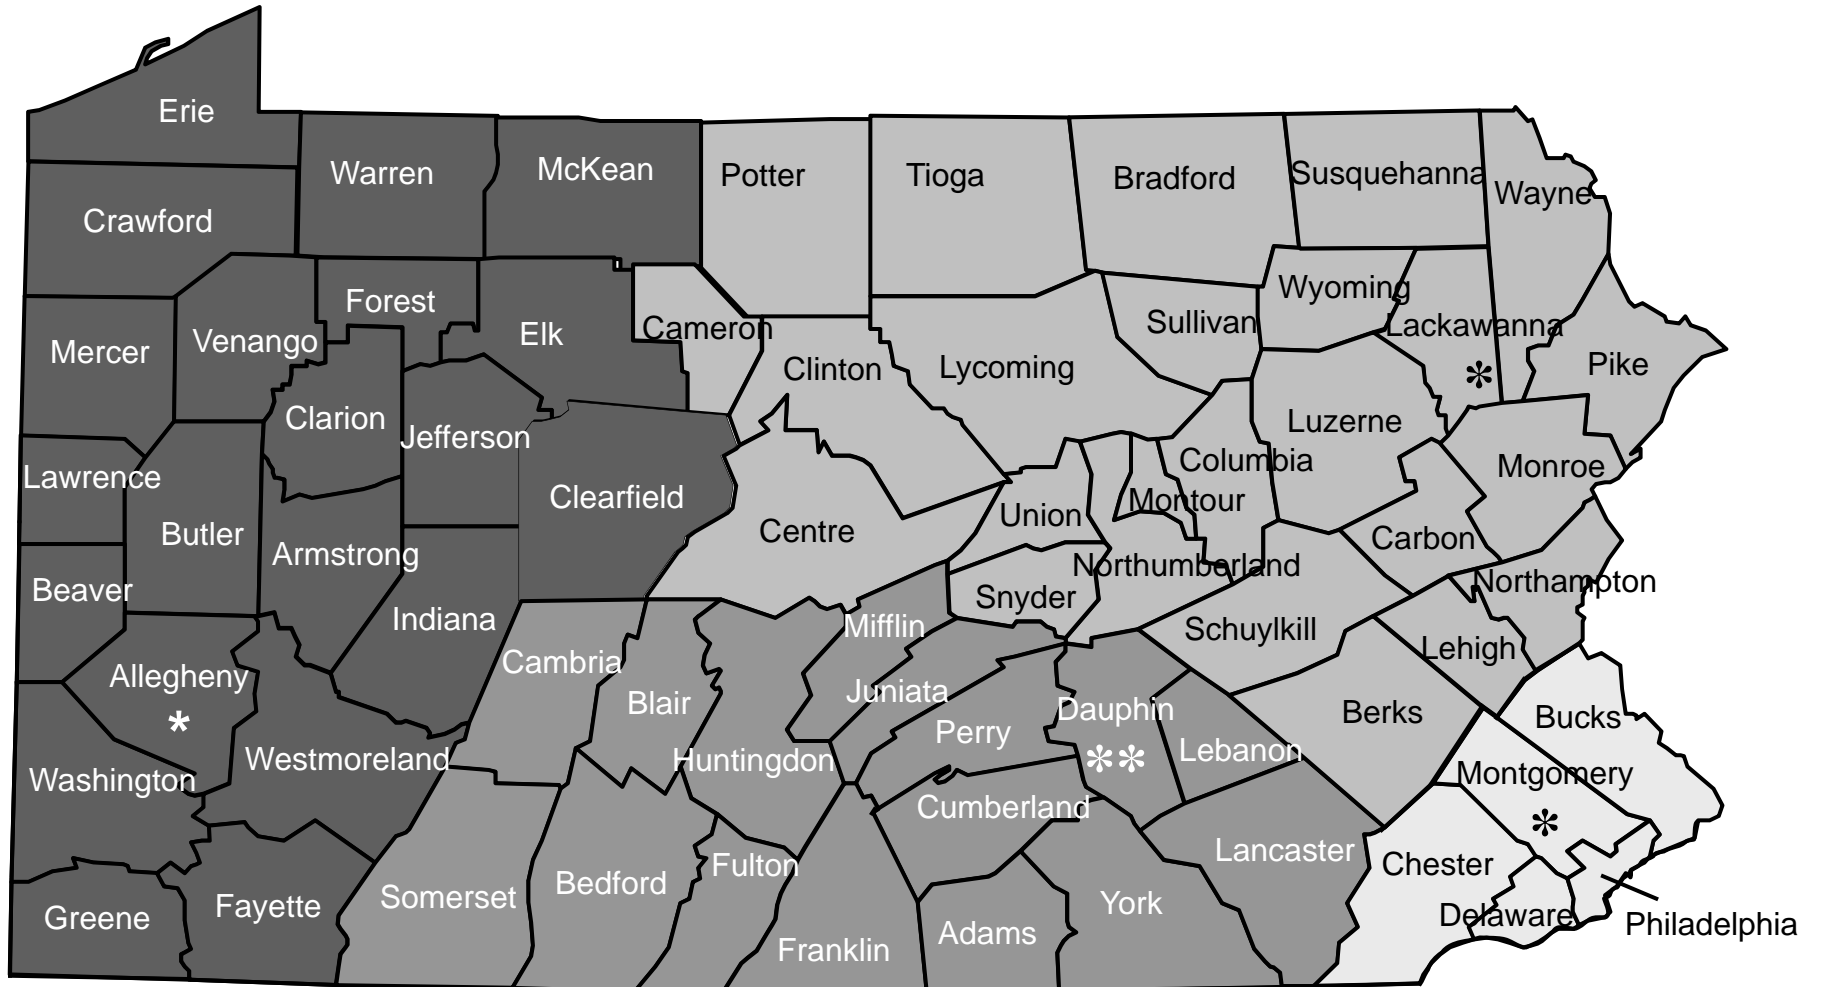 Erie
Warren
McKean
Potter
Tioga
Bradford
Susquehanna
Wayne
Crawford
Forest
Wyoming
Venango
Elk
Cameron
Sullivan
Lackawanna
*
Mercer
Clinton
Lycoming
Pike
Clarion
Jefferson
Luzerne
Lawrence
Clearfield
Columbia
Monroe
Butler
Armstrong
Centre
Union
Montour
Carbon
Beaver
Indiana
Snyder
Northumberland
Northampton
Allegheny
*
Cambria
Mifflin
Schuylkill
Lehigh
Blair
Juniata
Dauphin
**
Berks
Bucks
Washington
Westmoreland
Huntingdon
Perry
Lebanon
Montgomery
*
Cumberland
Greene
Fayette
Somerset
Bedford
Fulton
Lancaster
Chester
Franklin
Adams
York
Delaware
Philadelphia